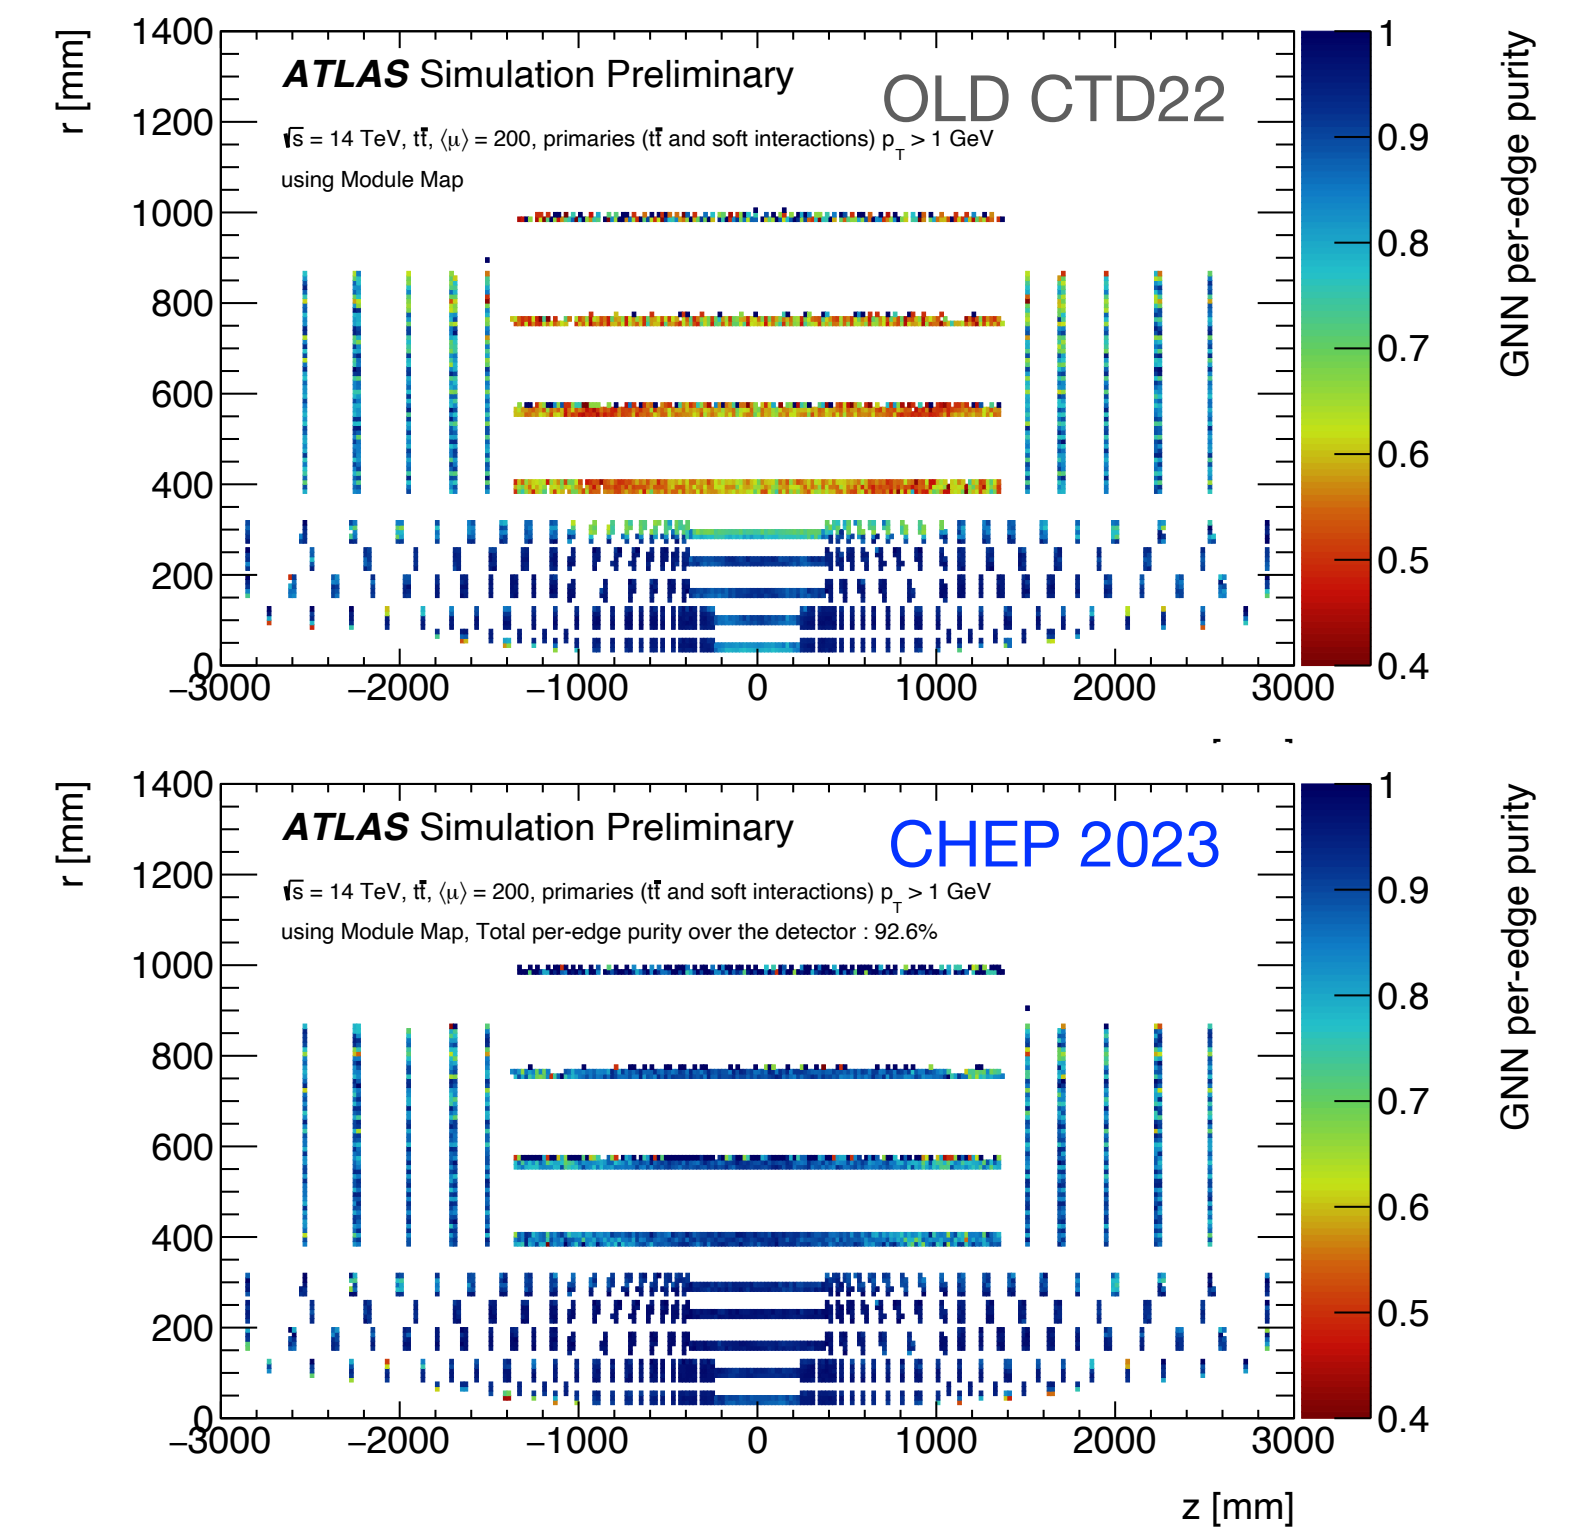 1400
1200
1000
800
600
400
200
0
r [mm]
ATLAS Simulation Preliminary
OLD CTD22
√s = 14 TeV, tt̄, ⟨μ⟩ = 200, primaries (tt̄ and soft interactions) p_T > 1 GeV
using Module Map
−3000 −2000 −1000 0 1000 2000 3000
1
0.9
0.8
0.7
0.6
0.5
0.4
GNN per-edge purity
1400
1200
1000
800
600
400
200
0
r [mm]
ATLAS Simulation Preliminary
CHEP 2023
√s = 14 TeV, tt̄, ⟨μ⟩ = 200, primaries (tt̄ and soft interactions) p_T > 1 GeV
using Module Map, Total per-edge purity over the detector : 92.6%
−3000 −2000 −1000 0 1000 2000 3000
z [mm]
1
0.9
0.8
0.7
0.6
0.5
0.4
GNN per-edge purity